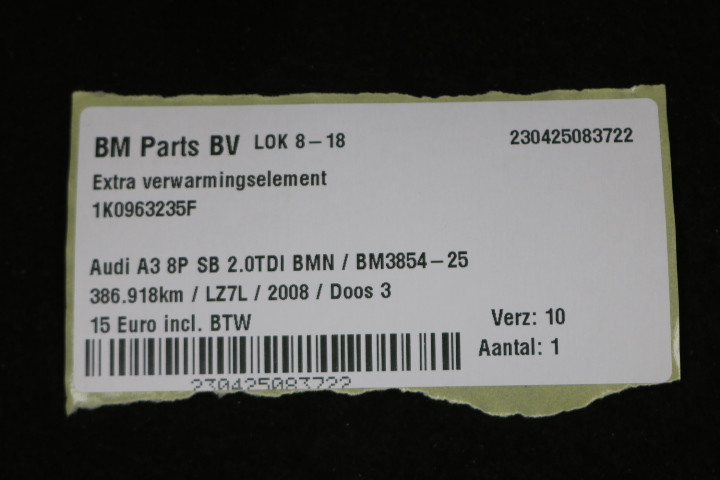 BM Parts BV LOK 8-18 230425083722
Extra verwarmingselement
1K0963235F
Audi A3 8P SB 2.0TDI BMN / BM3854-25
386.918km / LZ7L / 2008 / Doos 3
15 Euro incl. BTW Verz: 10
Aantal: 1
230425083722